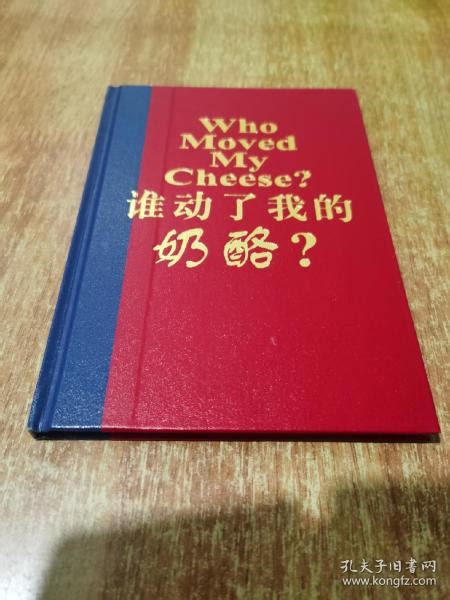 Who
Moved
My
Cheese?
谁动了我的
奶酪?
孔夫子旧书网
www.kongfz.com